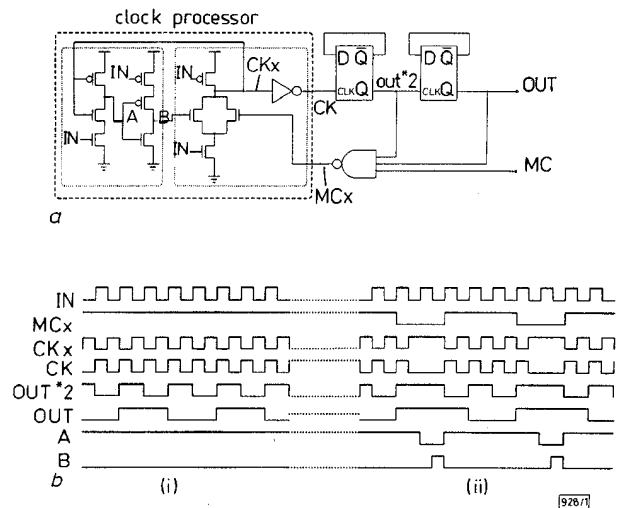 clock processor
IN
IN
CKx
D Q̄
D Q̄
A
B
CK
CLK Q
out*2
CLK Q
OUT
IN
IN
MC
MCx
a
IN
MCx
CKx
CK
OUT*2
OUT
A
B
b
(i)
(ii)
928/1